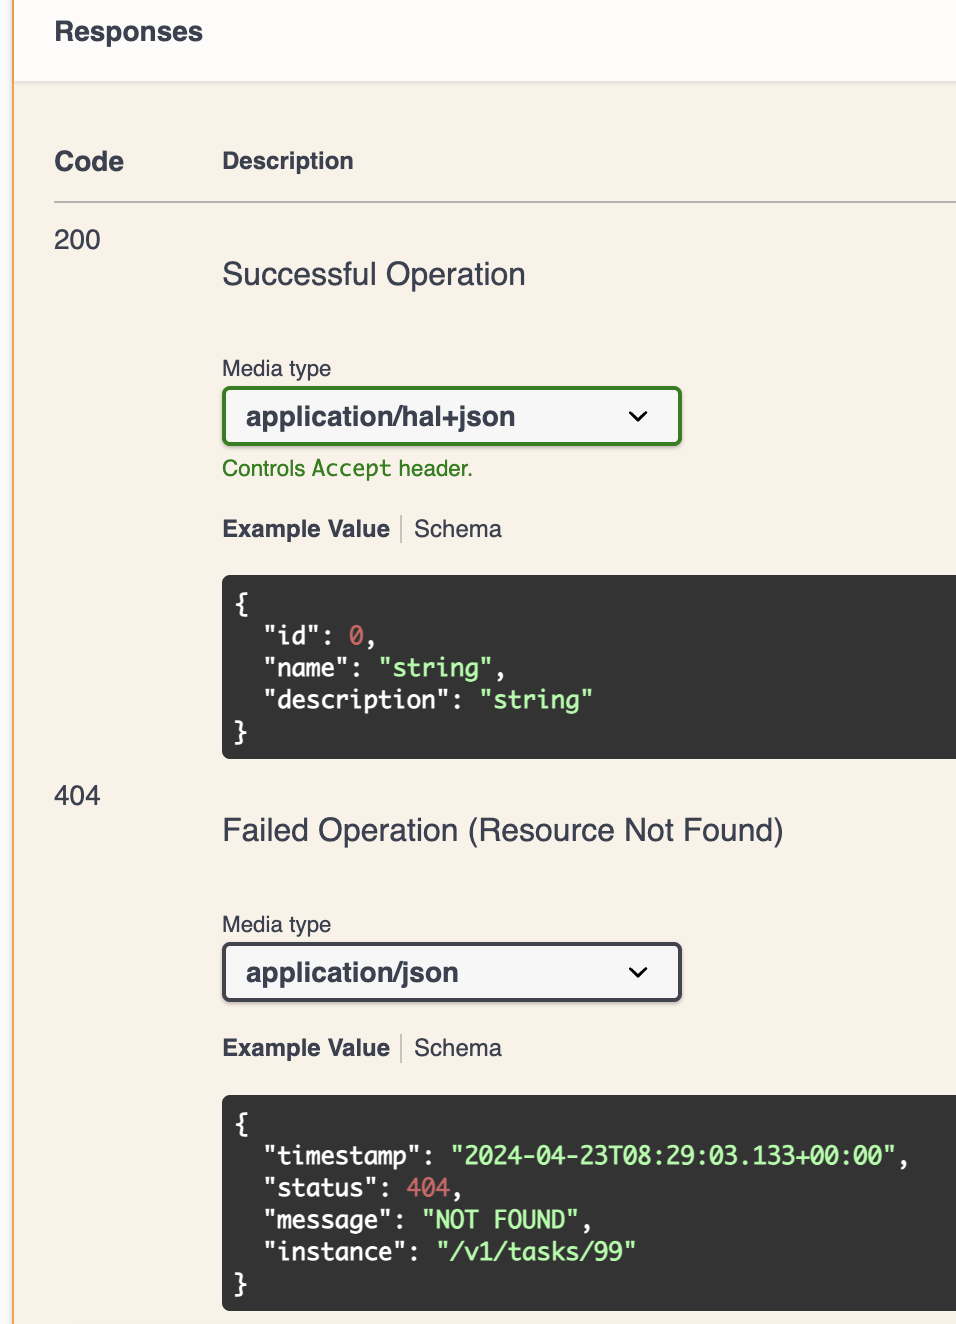 Responses
Code Description
200
Successful Operation
Media type
application/hal+json
Controls Accept header.
Example Value Schema
{
"id": 0,
"name": "string",
"description": "string"
}
404
Failed Operation (Resource Not Found)
Media type
application/json
Example Value Schema
{
"timestamp": "2024-04-23T08:29:03.133+00:00",
"status": 404,
"message": "NOT FOUND",
"instance": "/v1/tasks/99"
}